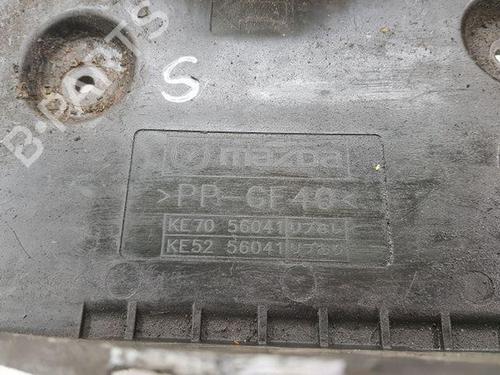 B-PARTS
S
mazda
>PP-GF40<
KE70 56041
KE52 56041